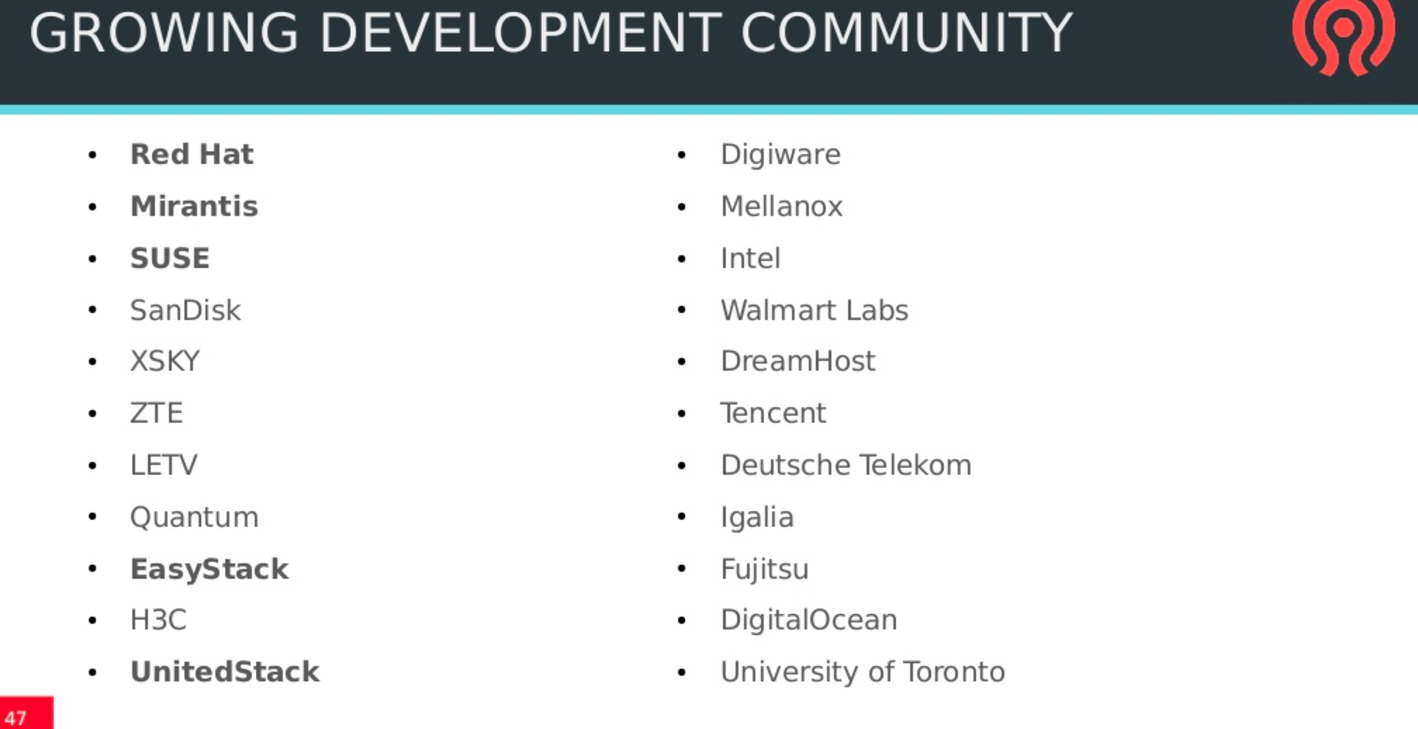 GROWING DEVELOPMENT COMMUNITY
• Red Hat
• Mirantis
• SUSE
• SanDisk
• XSKY
• ZTE
• LETV
• Quantum
• EasyStack
• H3C
• UnitedStack
• Digiware
• Mellanox
• Intel
• Walmart Labs
• DreamHost
• Tencent
• Deutsche Telekom
• Igalia
• Fujitsu
• DigitalOcean
• University of Toronto
47